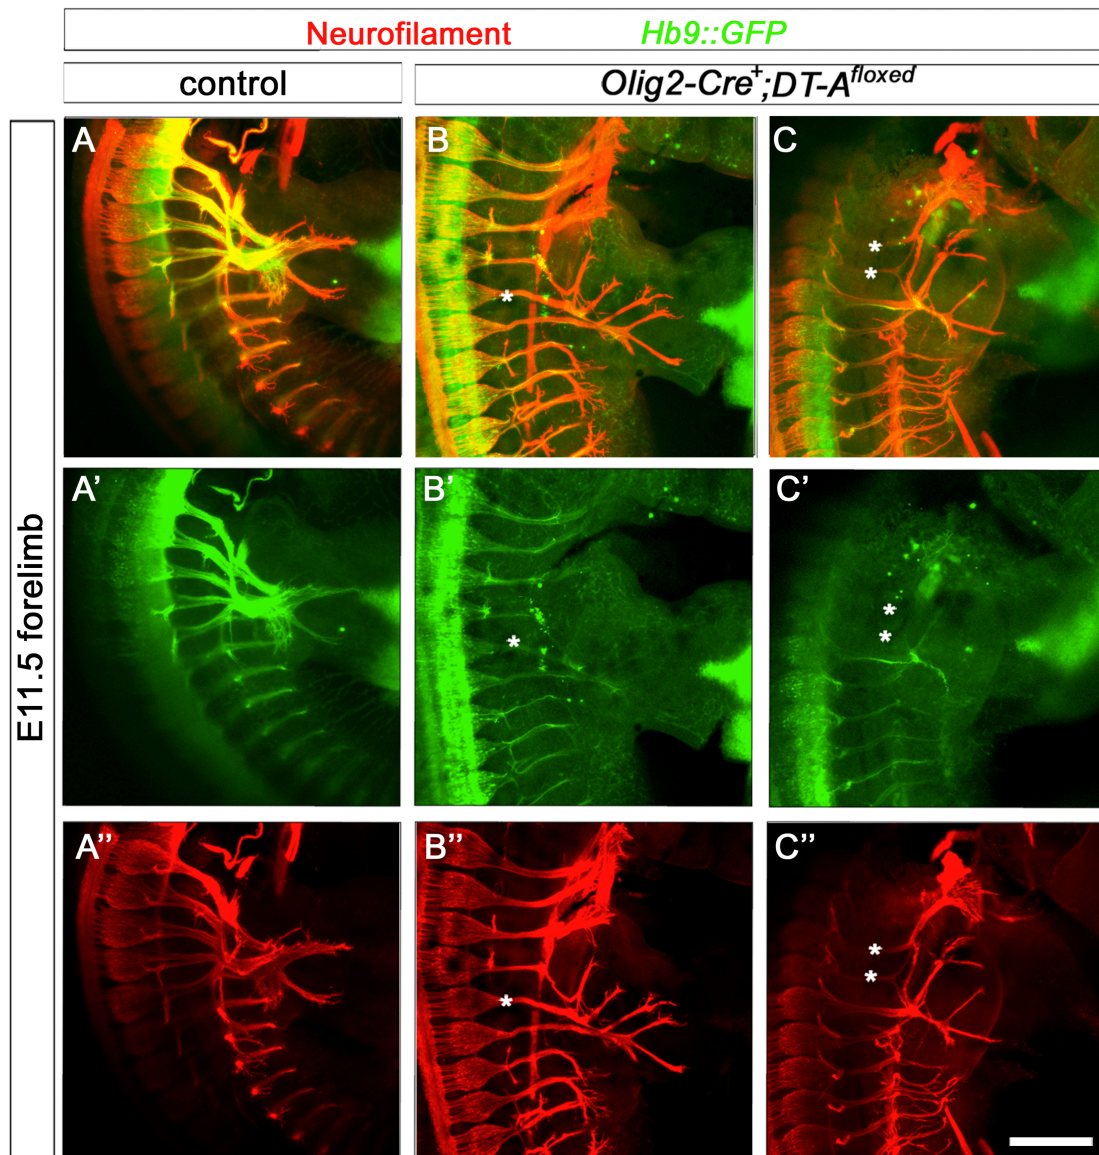 Neurofilament Hb9::GFP
control Olig2-Cre+;DT-Afloxed
E11.5 forelimb
A B C
* *
*
A’ B’ C’
* *
*
A’’ B’’ C’’
* *
*